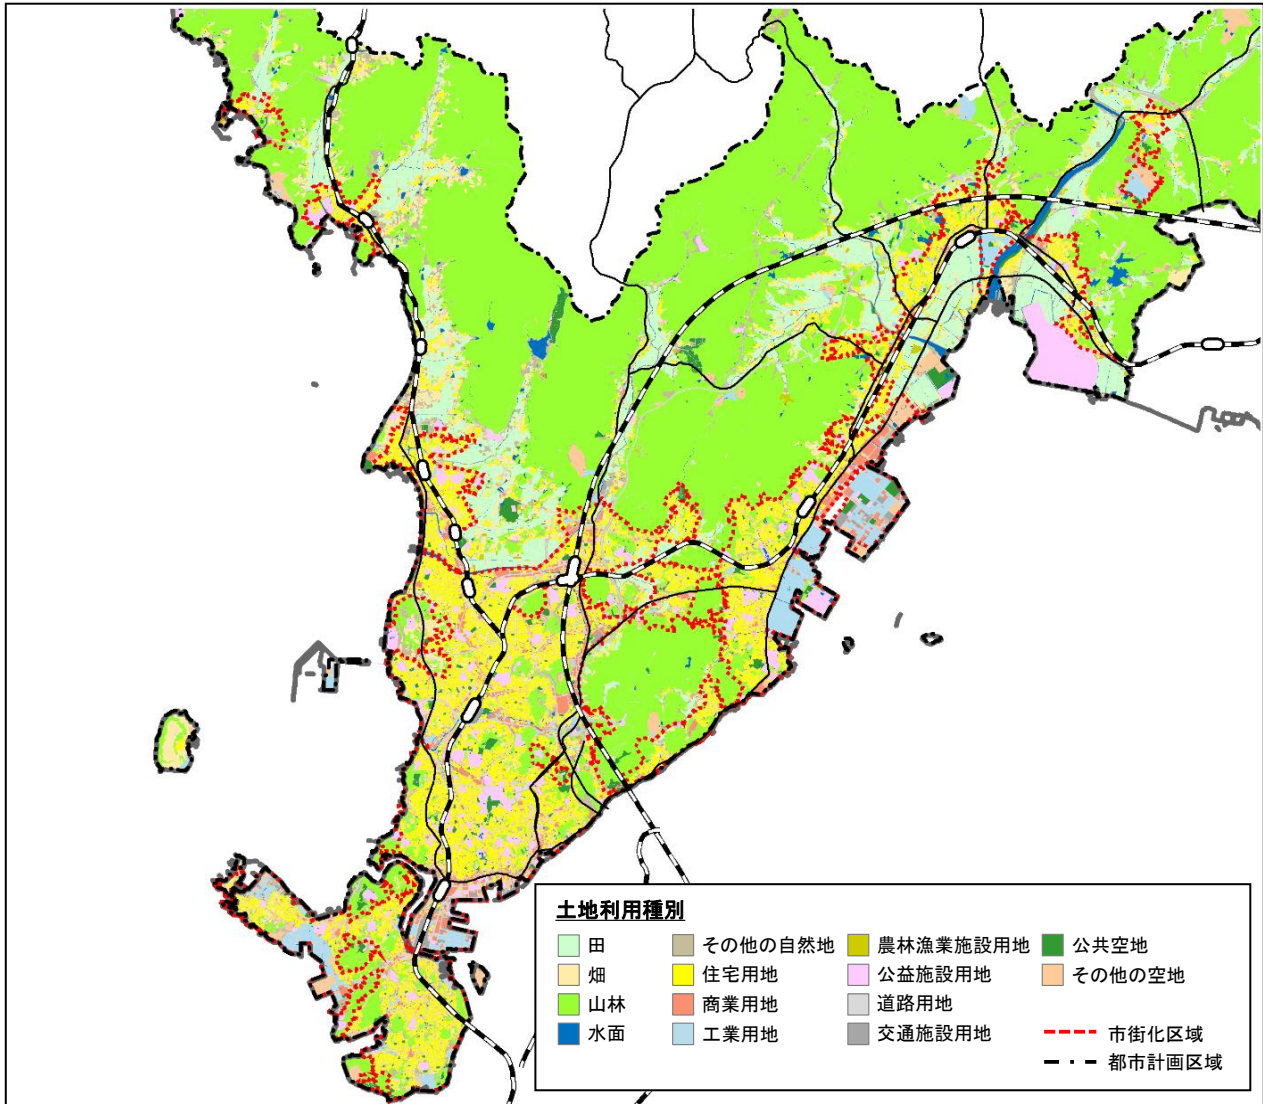 土地利用種別
田 その他の自然地 農林漁業施設用地 公共空地
畑 住宅用地 公益施設用地 その他の空地
山林 商業用地 道路用地
水面 工業用地 交通施設用地 市街化区域
都市計画区域